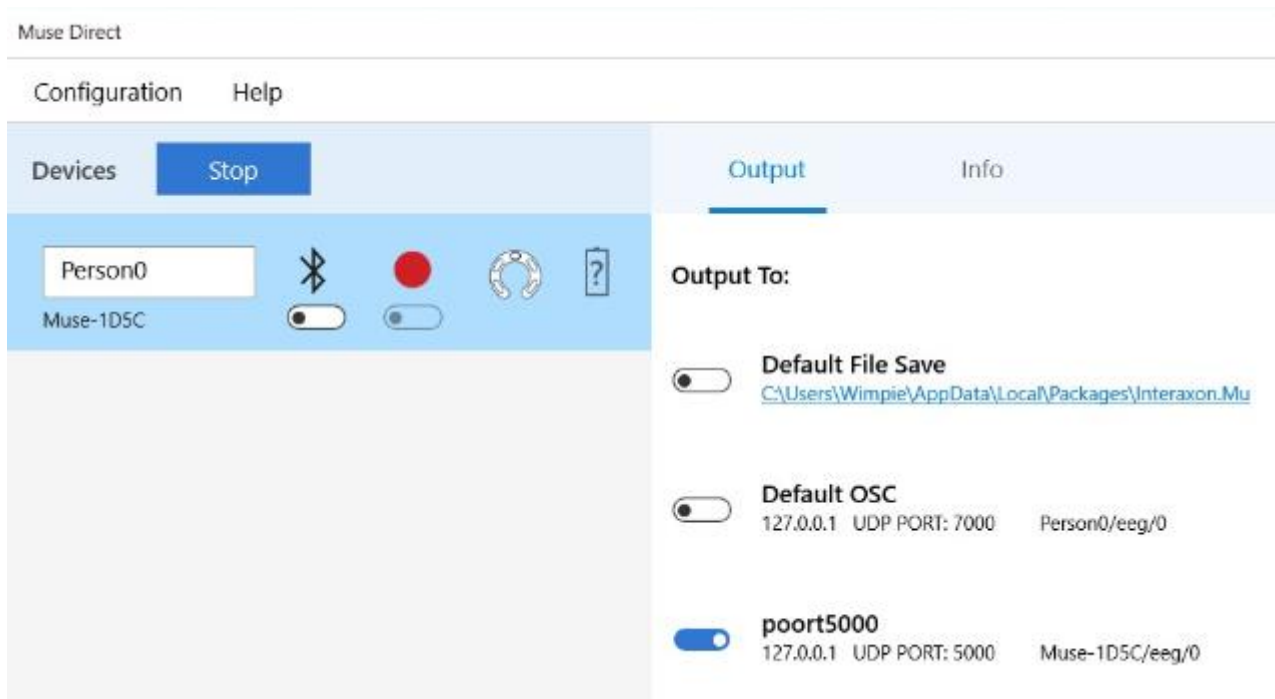 Muse Direct
Configuration Help
Devices Stop
Output Info
Person0
?
Muse-1D5C
Output To:
Default File Save
C:\Users\Wimpie\AppData\Local\Packages\Interaxon.Mu
Default OSC
127.0.0.1 UDP PORT: 7000 Person0/eeg/0
poort5000
127.0.0.1 UDP PORT: 5000 Muse-1D5C/eeg/0